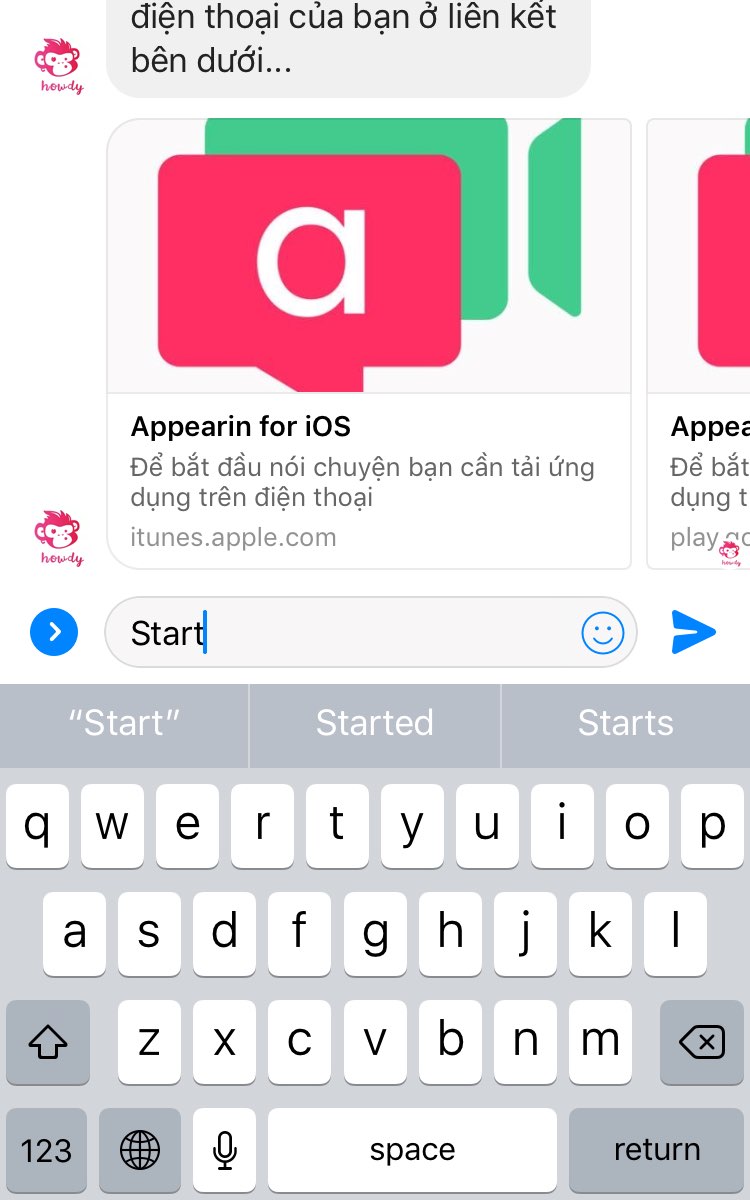 điện thoại của bạn ở liên kết
bên dưới...
howdy
a
Appearin for iOS
Để bắt đầu nói chuyện bạn cần tải ứng
dụng trên điện thoại
itunes.apple.com
howdy
Appea
Để bắt
dụng t
play.go
howdy
Start
“Start” Started Starts
q w e r t y u i o p
a s d f g h j k l
z x c v b n m
123 space return